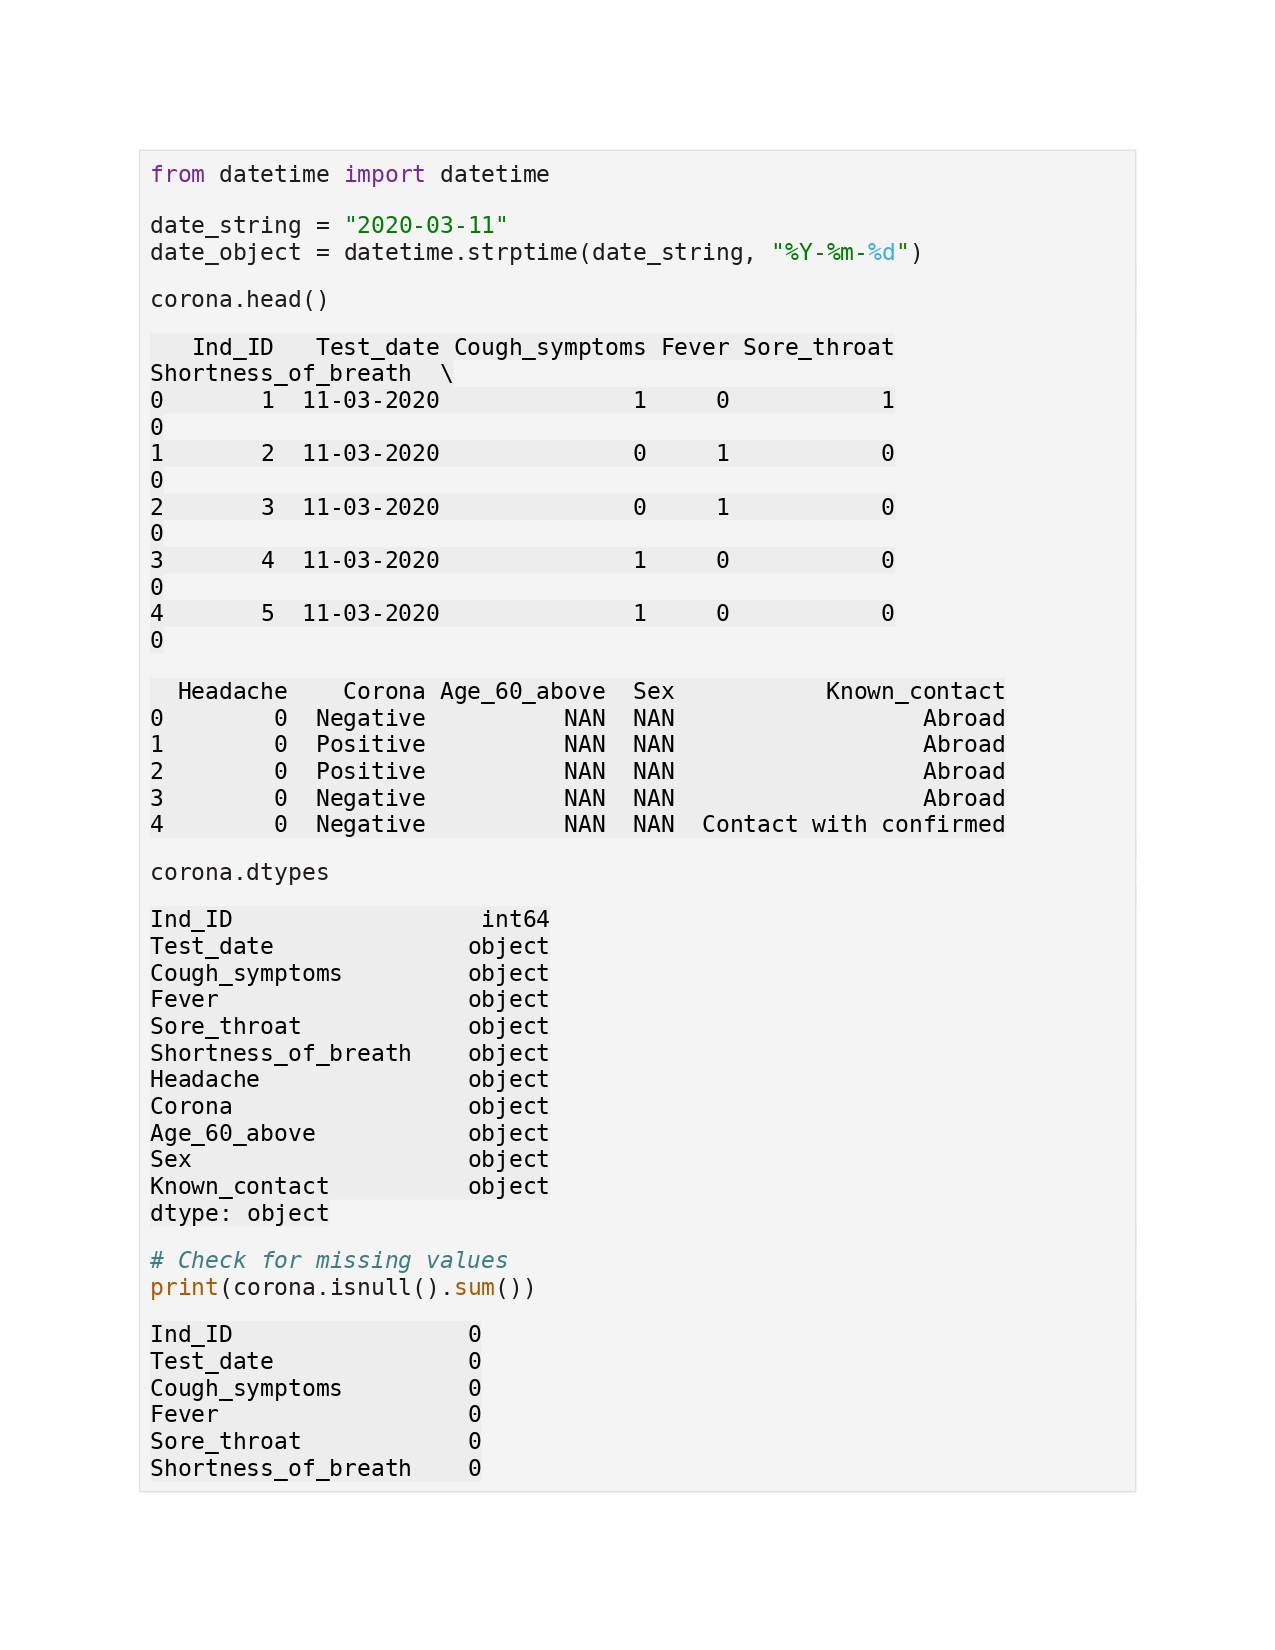 from datetime import datetime

date_string = "2020-03-11"
date_object = datetime.strptime(date_string, "%Y-%m-%d")

corona.head()

   Ind_ID   Test_date Cough_symptoms Fever Sore_throat
Shortness_of_breath  \
0       1  11-03-2020              1     0           1
0
1       2  11-03-2020              0     1           0
0
2       3  11-03-2020              0     1           0
0
3       4  11-03-2020              1     0           0
0
4       5  11-03-2020              1     0           0
0

  Headache    Corona Age_60_above  Sex           Known_contact
0        0  Negative          NAN  NAN                  Abroad
1        0  Positive          NAN  NAN                  Abroad
2        0  Positive          NAN  NAN                  Abroad
3        0  Negative          NAN  NAN                  Abroad
4        0  Negative          NAN  NAN  Contact with confirmed

corona.dtypes

Ind_ID                  int64
Test_date              object
Cough_symptoms         object
Fever                  object
Sore_throat            object
Shortness_of_breath    object
Headache               object
Corona                 object
Age_60_above           object
Sex                    object
Known_contact          object
dtype: object

# Check for missing values
print(corona.isnull().sum())

Ind_ID                 0
Test_date              0
Cough_symptoms         0
Fever                  0
Sore_throat            0
Shortness_of_breath    0